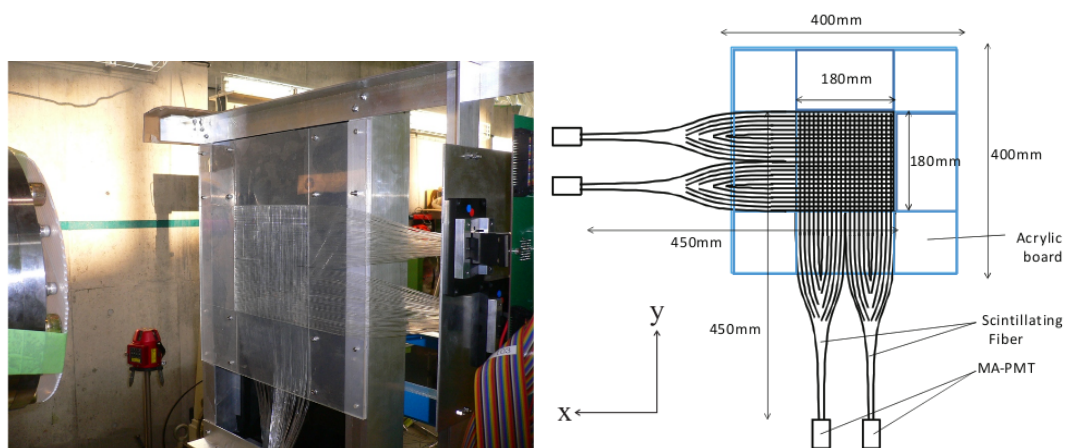 400mm
180mm
180mm
400mm
450mm
Acrylic
board
450mm
y
Scintillating
Fiber
MA-PMT
x